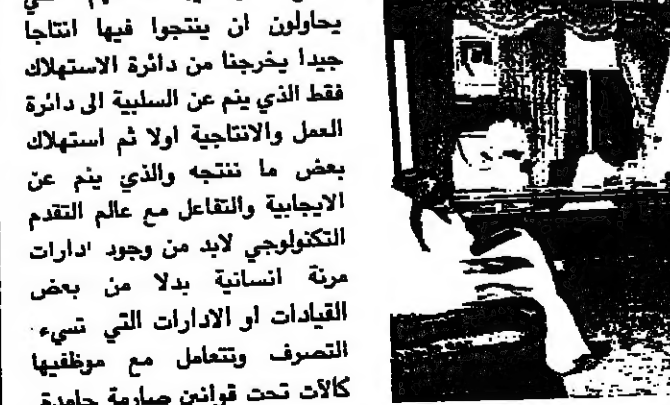 يحاولون ان ينتجوا فيها انتاجا
جيدا يخرجنا من دائرة الاستهلاك
فقط الذي ينم عن السلبية الى دائرة
العمل والانتاجية اولا ثم استهلاك
بعض ما ننتجه والذي ينم عن
الايجابية والتفاعل مع عالم التقدم
التكنولوجي لابد من وجود ادارات
مرنة انسانية بدلا من بعض
القيادات او الادارات التي تسيء
التصرف وتتعامل مع موظفيها
كآلات تحت قوانين صارمة جامدة